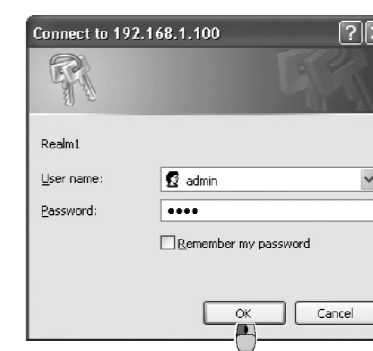 Connect to 192.168.1.100
Realm1
User name: admin
Password: ••••
Remember my password
OK Cancel